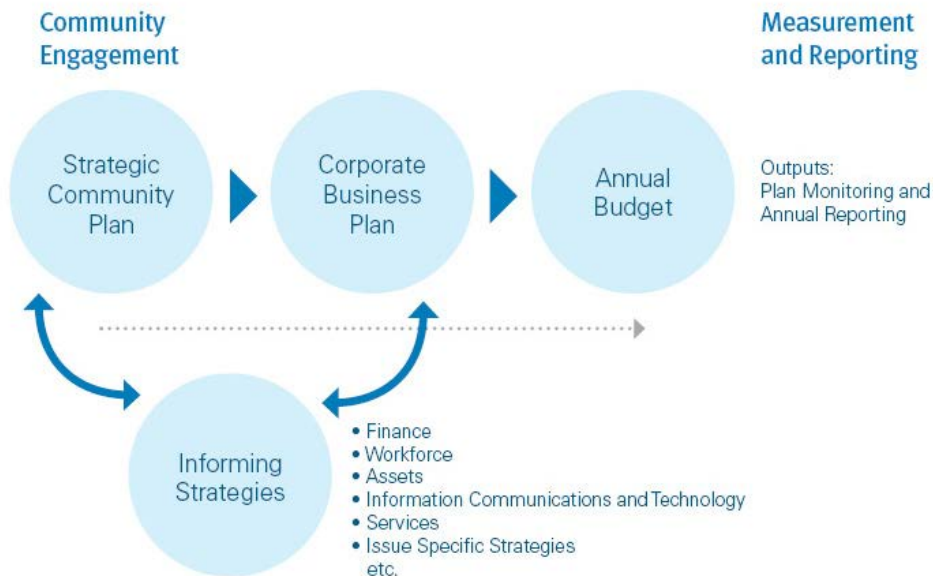 Community
Engagement
Measurement
and Reporting
Strategic
Community
Plan
Corporate
Business
Plan
Annual
Budget
Outputs:
Plan Monitoring and
Annual Reporting
Informing
Strategies
• Finance
• Workforce
• Assets
• Information Communications and Technology
• Services
• Issue Specific Strategies
etc.